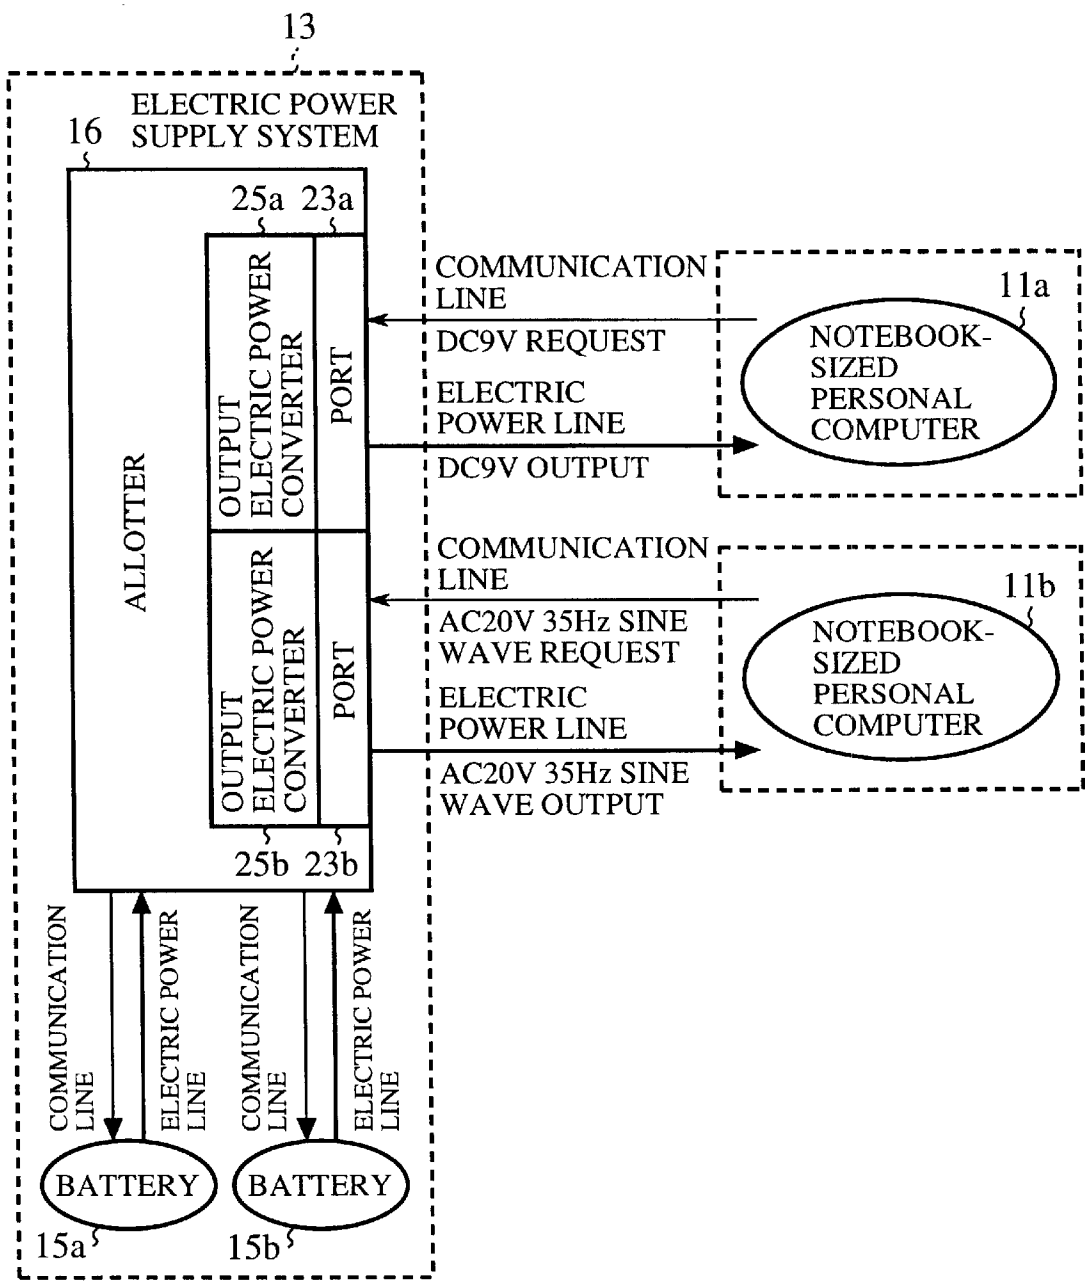 13
ELECTRIC POWER
SUPPLY SYSTEM
16
25a
23a
ALLOTTER
OUTPUT
ELECTRIC POWER
CONVERTER
PORT
COMMUNICATION
LINE
DC9V REQUEST
ELECTRIC
POWER LINE
DC9V OUTPUT
11a
NOTEBOOK-
SIZED
PERSONAL
COMPUTER
OUTPUT
ELECTRIC POWER
CONVERTER
PORT
COMMUNICATION
LINE
AC20V 35Hz SINE
WAVE REQUEST
ELECTRIC
POWER LINE
AC20V 35Hz SINE
WAVE OUTPUT
11b
NOTEBOOK-
SIZED
PERSONAL
COMPUTER
25b
23b
COMMUNICATION
LINE
ELECTRIC POWER
LINE
COMMUNICATION
LINE
ELECTRIC POWER
LINE
BATTERY
BATTERY
15a
15b